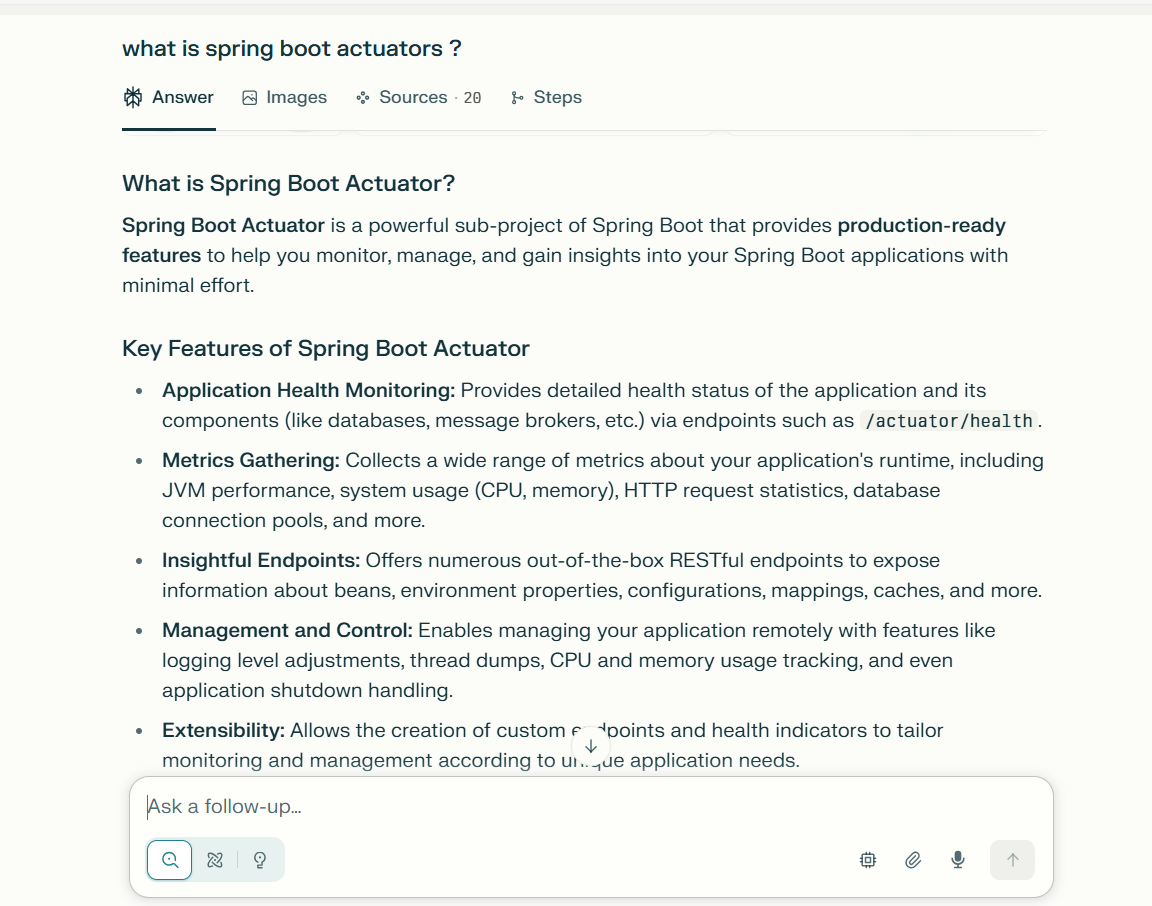 what is spring boot actuators ?
Answer
Images
Sources · 20
Steps
What is Spring Boot Actuator?
Spring Boot Actuator is a powerful sub-project of Spring Boot that provides production-ready
features to help you monitor, manage, and gain insights into your Spring Boot applications with
minimal effort.
Key Features of Spring Boot Actuator
• Application Health Monitoring: Provides detailed health status of the application and its
components (like databases, message brokers, etc.) via endpoints such as /actuator/health.
• Metrics Gathering: Collects a wide range of metrics about your application's runtime, including
JVM performance, system usage (CPU, memory), HTTP request statistics, database
connection pools, and more.
• Insightful Endpoints: Offers numerous out-of-the-box RESTful endpoints to expose
information about beans, environment properties, configurations, mappings, caches, and more.
• Management and Control: Enables managing your application remotely with features like
logging level adjustments, thread dumps, CPU and memory usage tracking, and even
application shutdown handling.
• Extensibility: Allows the creation of custom endpoints and health indicators to tailor
monitoring and management according to unique application needs.
Ask a follow-up…